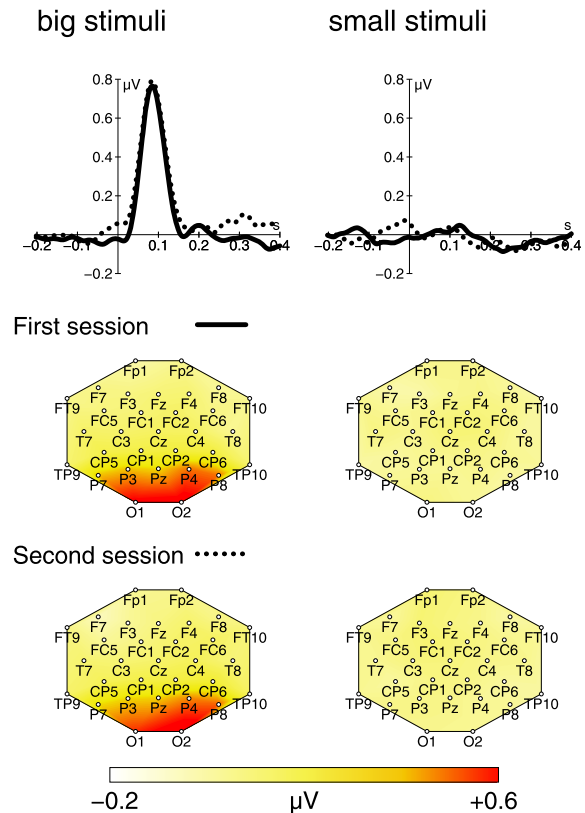 big stimuli small stimuli
0.8 µV 0.8 µV
0.6 0.6
0.4 0.4
0.2 0.2
s s
−0.2 −0.1 0.1 0.2 0.3 0.4 −0.2 −0.1 0.1 0.2 0.3 0.4
−0.2 −0.2
First session
Fp1 Fp2 Fp1 Fp2
F7 F8 F7 F8
FT9 F3 Fz F4 FT10 FT9 F3 Fz F4 FT10
FC5 FC1 FC2 FC6 FC5 FC1 FC2 FC6
T7 C3 Cz C4 T8 T7 C3 Cz C4 T8
CP5 CP1 CP2 CP6 CP5 CP1 CP2 CP6
TP9 P7 P3 Pz P4 P8 TP10 TP9 P7 P3 Pz P4 P8 TP10
O1 O2 O1 O2
Second session
Fp1 Fp2 Fp1 Fp2
F7 F8 F7 F8
FT9 F3 Fz F4 FT10 FT9 F3 Fz F4 FT10
FC5 FC1 FC2 FC6 FC5 FC1 FC2 FC6
T7 C3 Cz C4 T8 T7 C3 Cz C4 T8
CP5 CP1 CP2 CP6 CP5 CP1 CP2 CP6
TP9 P7 P3 Pz P4 P8 TP10 TP9 P7 P3 Pz P4 P8 TP10
O1 O2 O1 O2
−0.2 µV +0.6